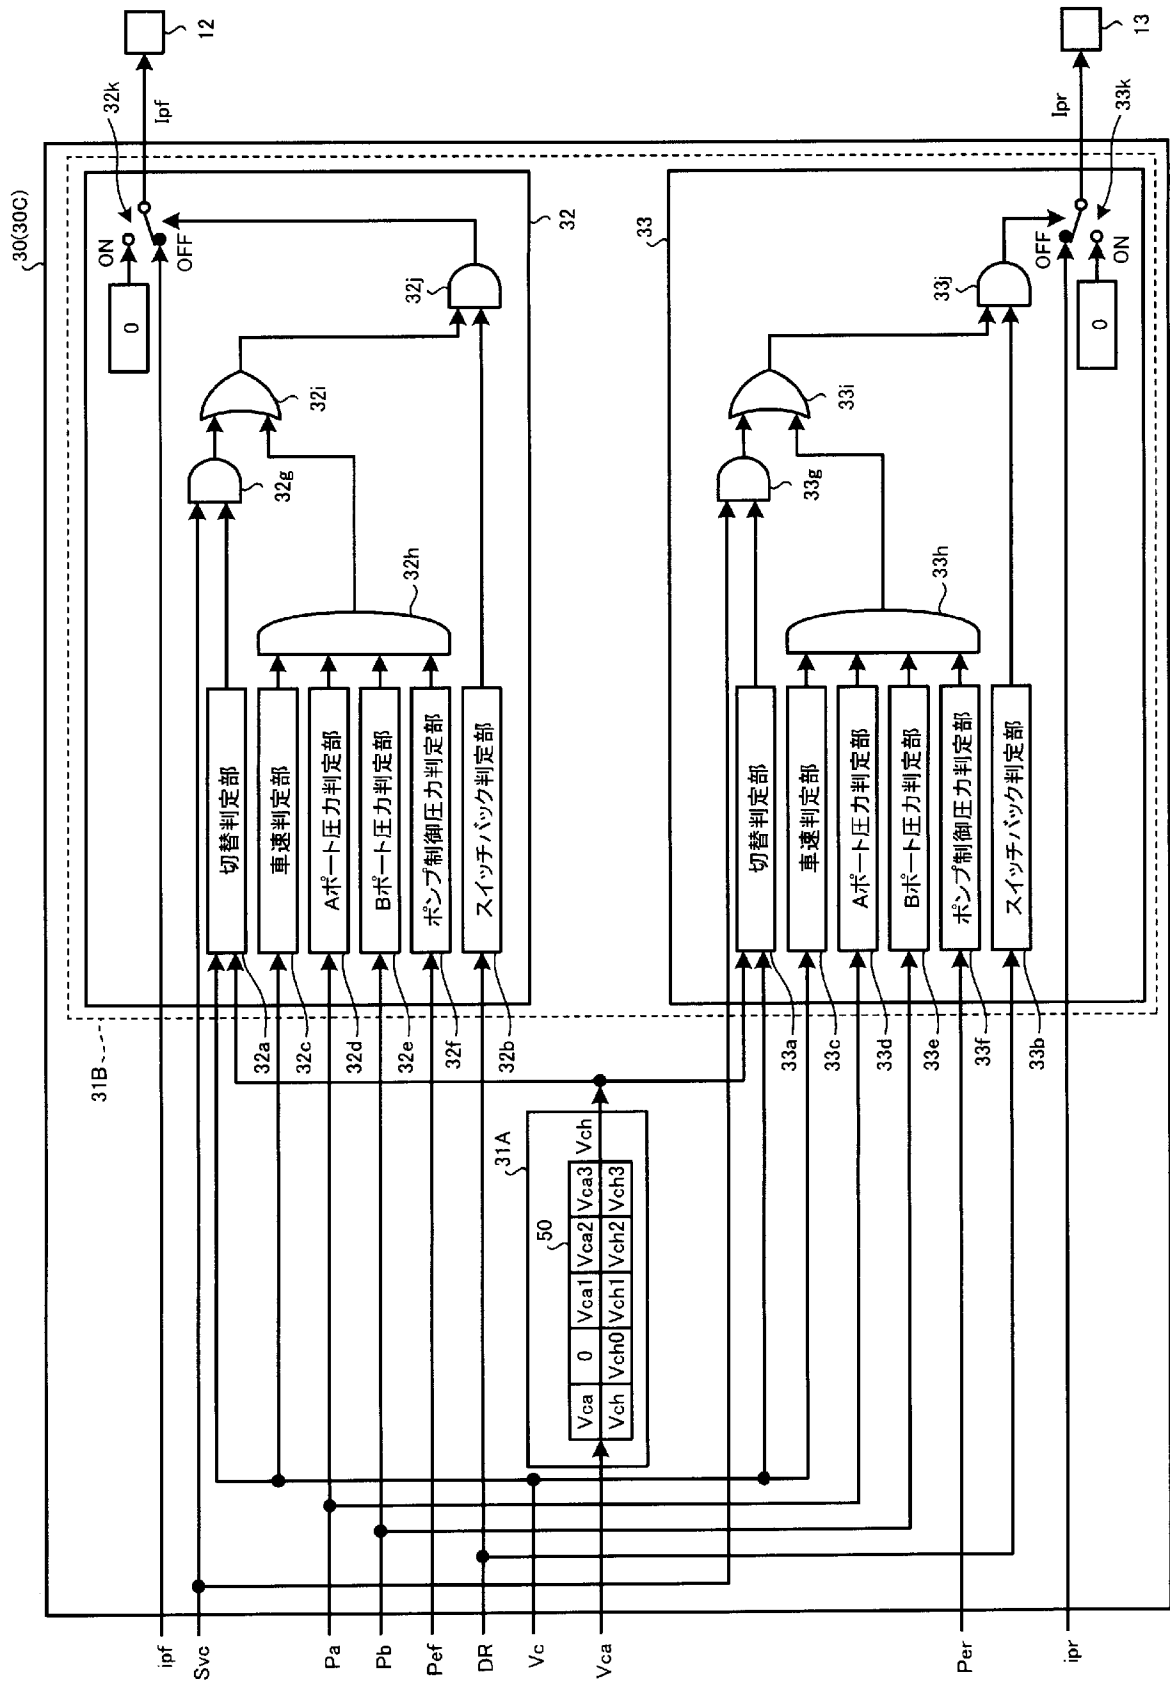 30(30C)
31B
32
ON
0
OFF
32k
Ipf
12
32g
32i
32j
32h
切替判定部
車速判定部
Aポート圧力判定部
Bポート圧力判定部
ポンプ制御圧力判定部
スイッチバック判定部
32a
32c
32d
32e
32f
32b
31A
50
Vca 0 Vca1 Vca2 Vca3
Vch Vch0 Vch1 Vch2 Vch3
Vch
33
OFF
ON
0
33k
Ipr
13
33g
33i
33j
33h
切替判定部
車速判定部
Aポート圧力判定部
Bポート圧力判定部
ポンプ制御圧力判定部
スイッチバック判定部
33a
33c
33d
33e
33f
33b
ipf
Svc
Pa
Pb
Pef
DR
Vc
Vca
Per
ipr